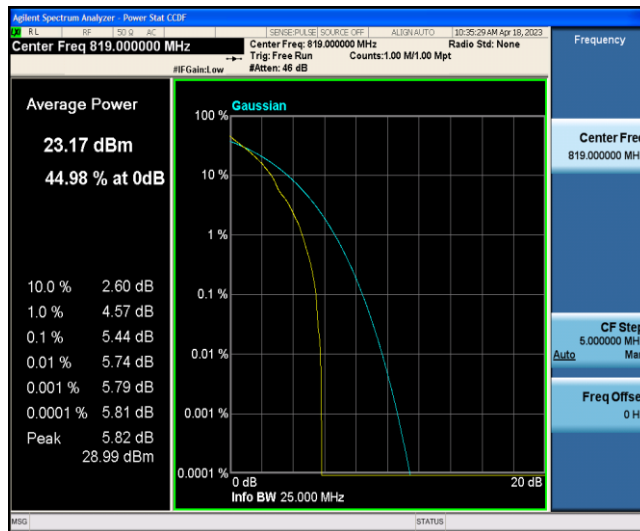 Agilent Spectrum Analyzer - Power Stat CCDF
RL RF 50 Ω AC SENSE:PULSE SOURCE OFF ALIGN AUTO 10:35:29 AM Apr 18, 2023
Center Freq 819.000000 MHz
Center Freq: 819.000000 MHz Radio Std: None
Trig: Free Run Counts:1.00 M/1.00 Mpt
#IFGain:Low #Atten: 46 dB
Frequency
Average Power
23.17 dBm
44.98 % at 0dB
10.0 % 2.60 dB
1.0 % 4.57 dB
0.1 % 5.44 dB
0.01 % 5.74 dB
0.001 % 5.79 dB
0.0001 % 5.81 dB
Peak 5.82 dB
28.99 dBm
Gaussian
100 %
10 %
1 %
0.1 %
0.01 %
0.001 %
0.0001 %
0 dB 20 dB
Info BW 25.000 MHz
Center Fre
819.000000 MH
CF Step
5.000000 MH
Auto Ma
Freq Offse
0 H
MSG STATUS